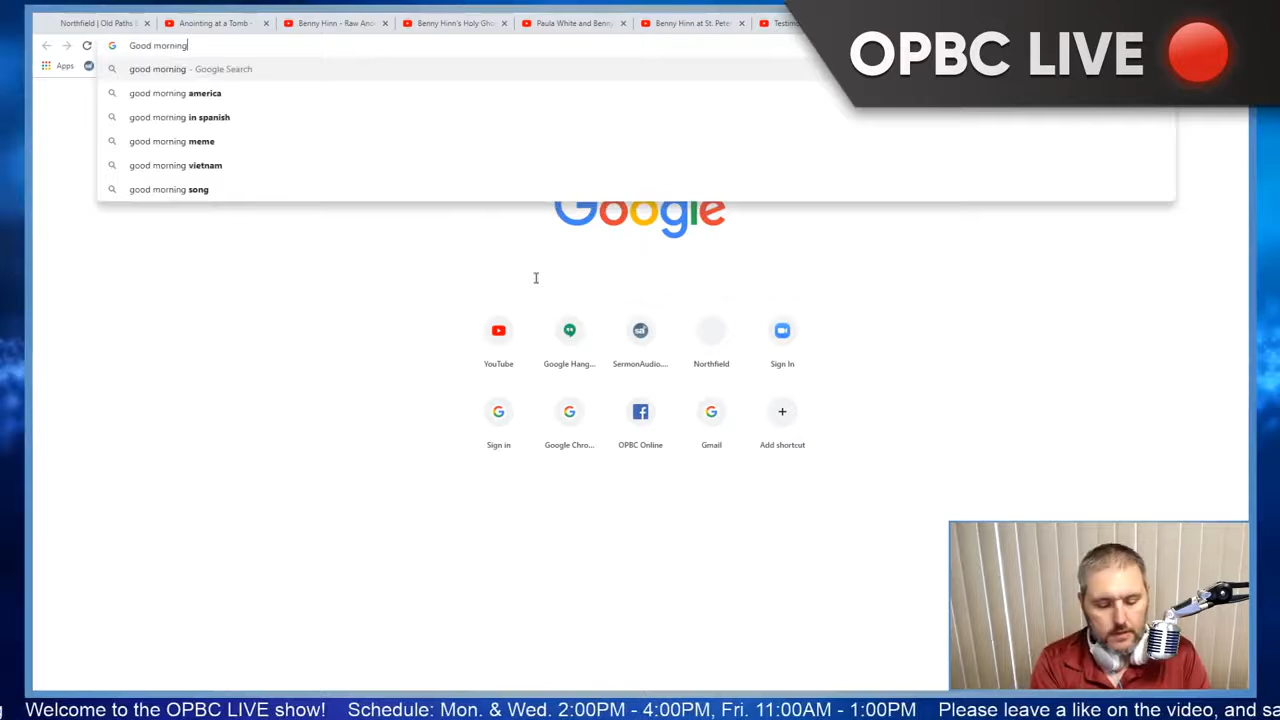 Northfield | Old Paths
Anointing at a Tomb -
Benny Hinn - Raw Ano
Benny Hinn's Holy Gho
Paula White and Benny
Benny Hinn at St. Pete
Testimo
OPBC LIVE
Good morning
Apps
good morning - Google Search
good morning america
good morning in spanish
good morning meme
good morning vietnam
good morning song
Google
YouTube
Google Hang...
SermonAudio....
Northfield
Sign In
Sign in
Google Chro...
OPBC Online
Gmail
Add shortcut
Welcome to the OPBC LIVE show! Schedule: Mon. & Wed. 2:00PM - 4:00PM, Fri. 11:00AM - 1:00PM Please leave a like on the video, and sa